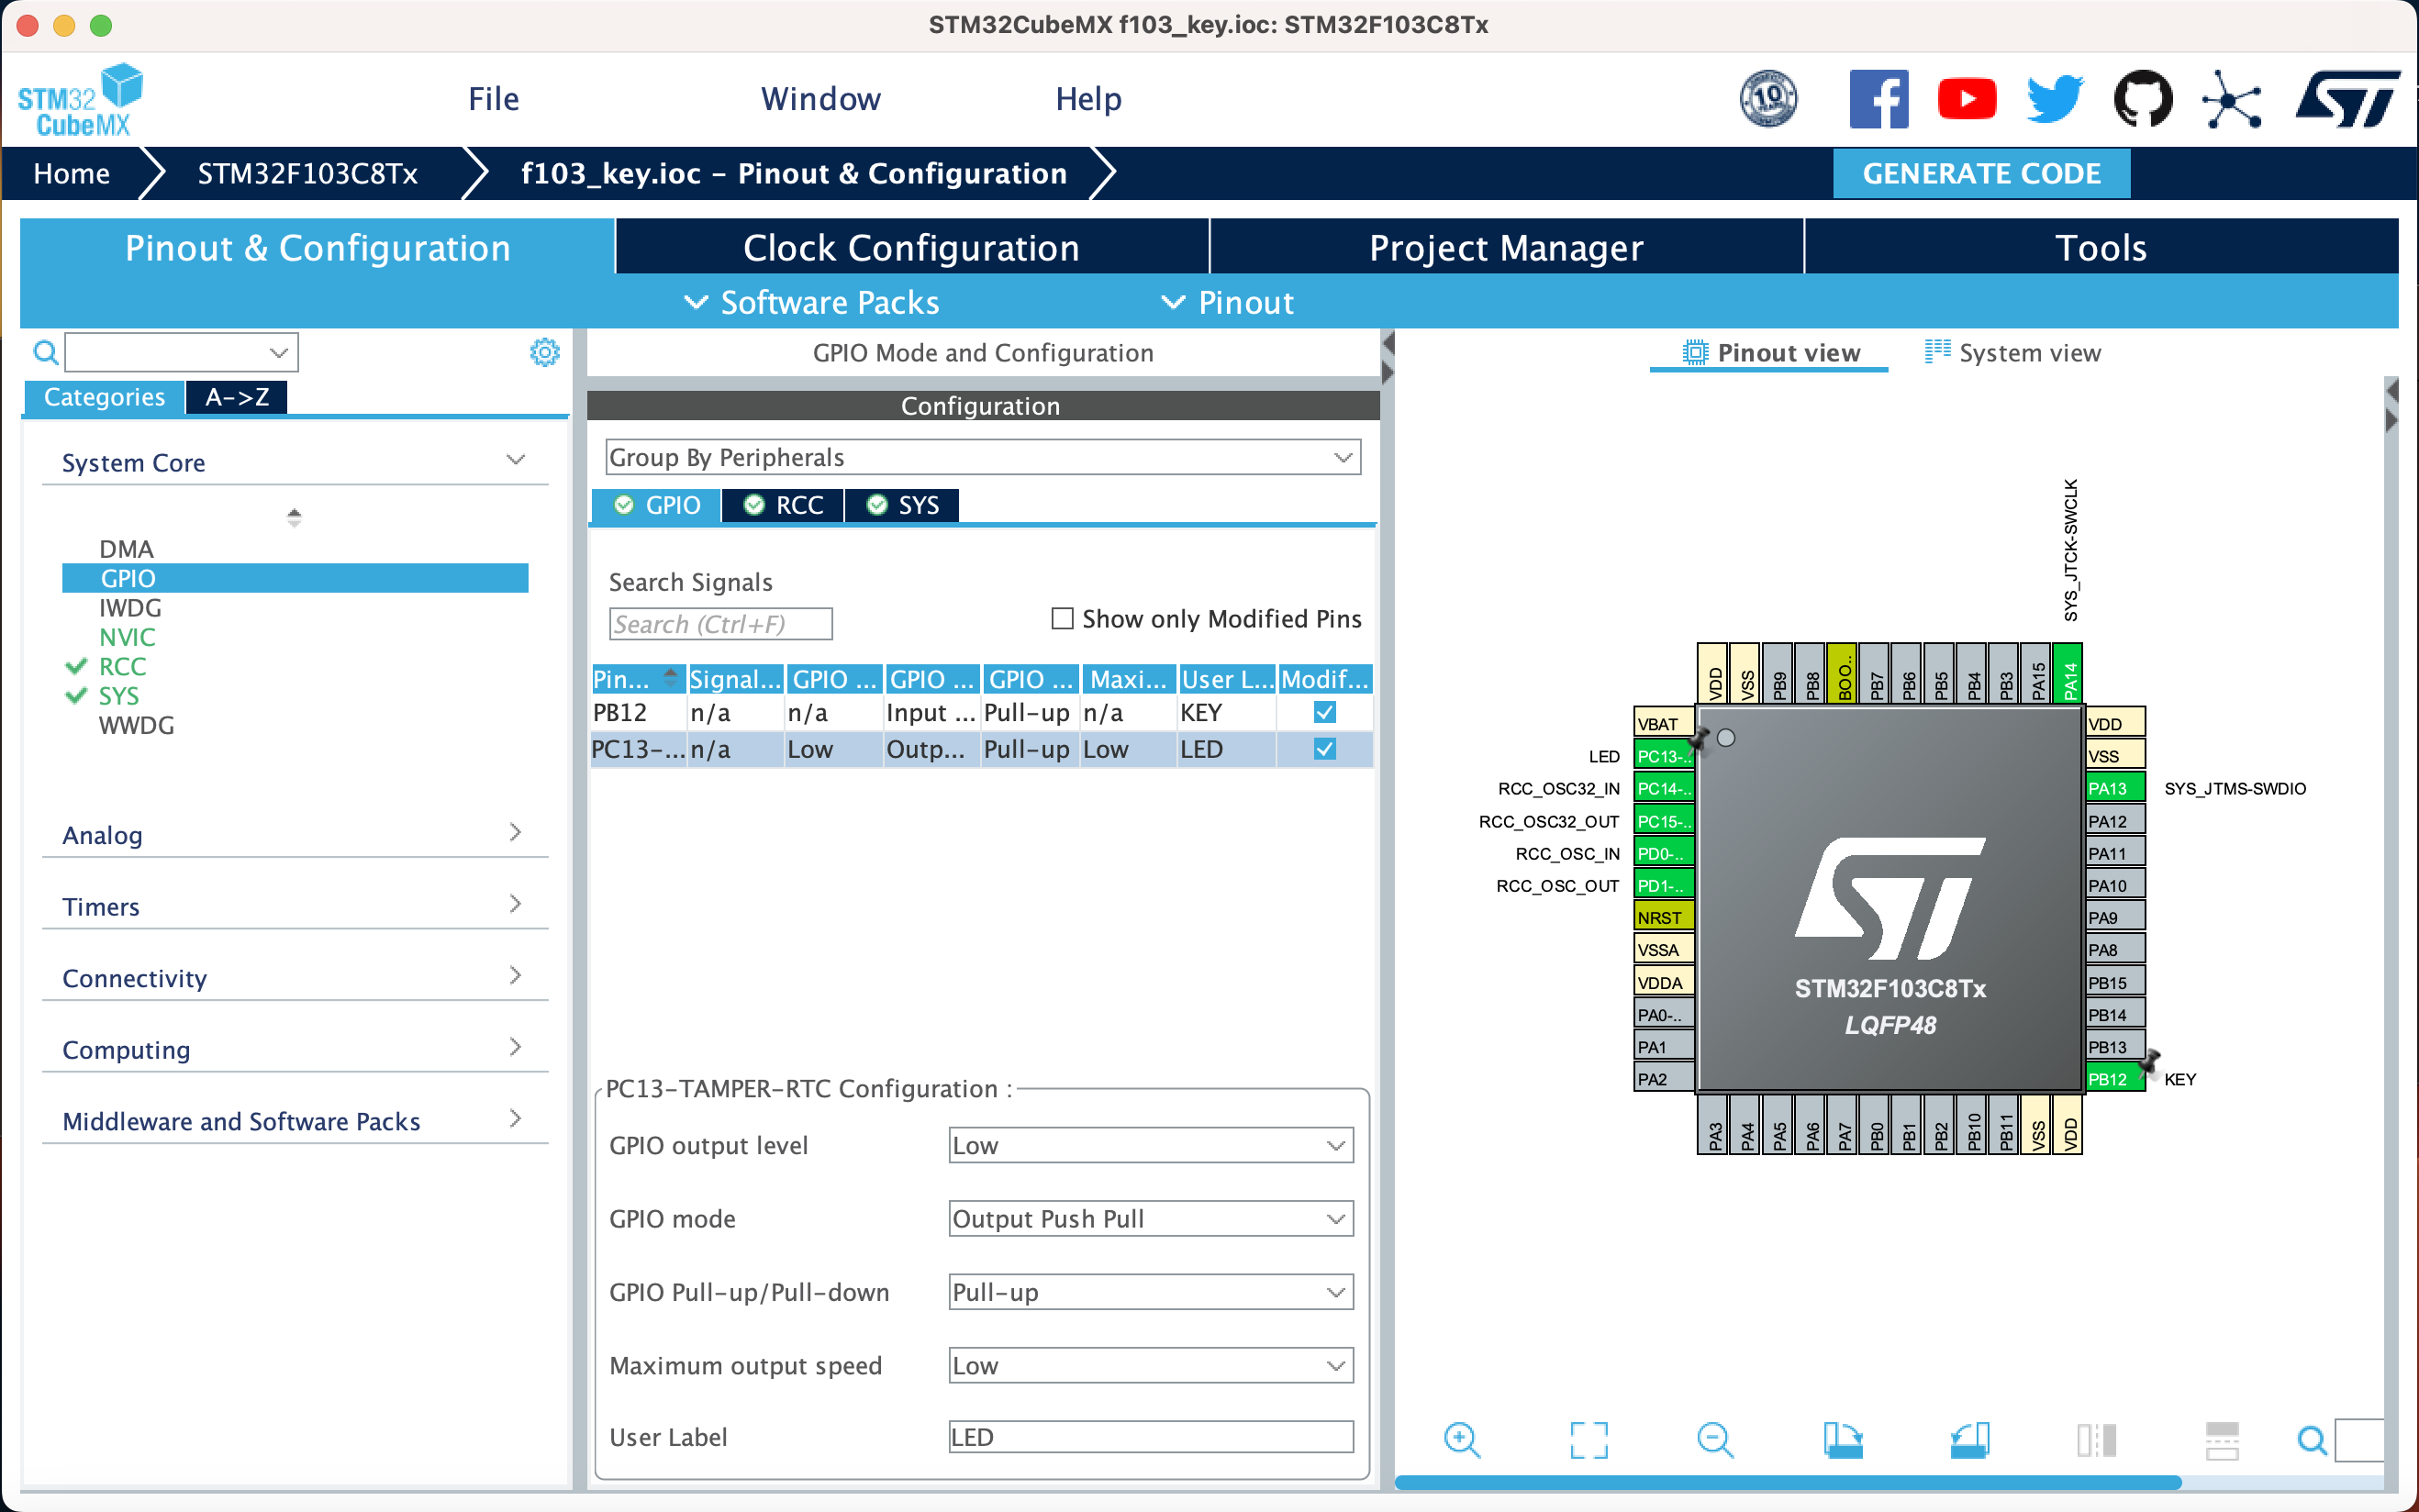 STM32CubeMX f103_key.ioc: STM32F103C8Tx
STM32
CubeMX
File
Window
Help
10
Home
STM32F103C8Tx
f103_key.ioc – Pinout & Configuration
GENERATE CODE
Pinout & Configuration
Clock Configuration
Project Manager
Tools
Software Packs
Pinout
Categories
A->Z
System Core
DMA
GPIO
IWDG
NVIC
RCC
SYS
WWDG
Analog
Timers
Connectivity
Computing
Middleware and Software Packs
GPIO Mode and Configuration
Configuration
Group By Peripherals
GPIO
RCC
SYS
Search Signals
Search (Ctrl+F)
Show only Modified Pins
Pin... Signal... GPIO ... GPIO ... GPIO ... Maxi... User L... Modif...
PB12 n/a n/a Input ... Pull-up n/a KEY
PC13-... n/a Low Outp... Pull-up Low LED
PC13-TAMPER-RTC Configuration :
GPIO output level Low
GPIO mode Output Push Pull
GPIO Pull-up/Pull-down Pull-up
Maximum output speed Low
User Label LED
Pinout view
System view
SYS_JTCK-SWCLK
VDD
VSS
PB9
PB8
BOO..
PB7
PB6
PB5
PB4
PB3
PA15
PA14
LED
RCC_OSC32_IN
RCC_OSC32_OUT
RCC_OSC_IN
RCC_OSC_OUT
VBAT
PC13-..
PC14-..
PC15-..
PD0-..
PD1-..
NRST
VSSA
VDDA
PA0-..
PA1
PA2
ST
STM32F103C8Tx
LQFP48
VDD
VSS
PA13
PA12
PA11
PA10
PA9
PA8
PB15
PB14
PB13
PB12
SYS_JTMS-SWDIO
KEY
PA3
PA4
PA5
PA6
PA7
PB0
PB1
PB2
PB10
PB11
VSS
VDD